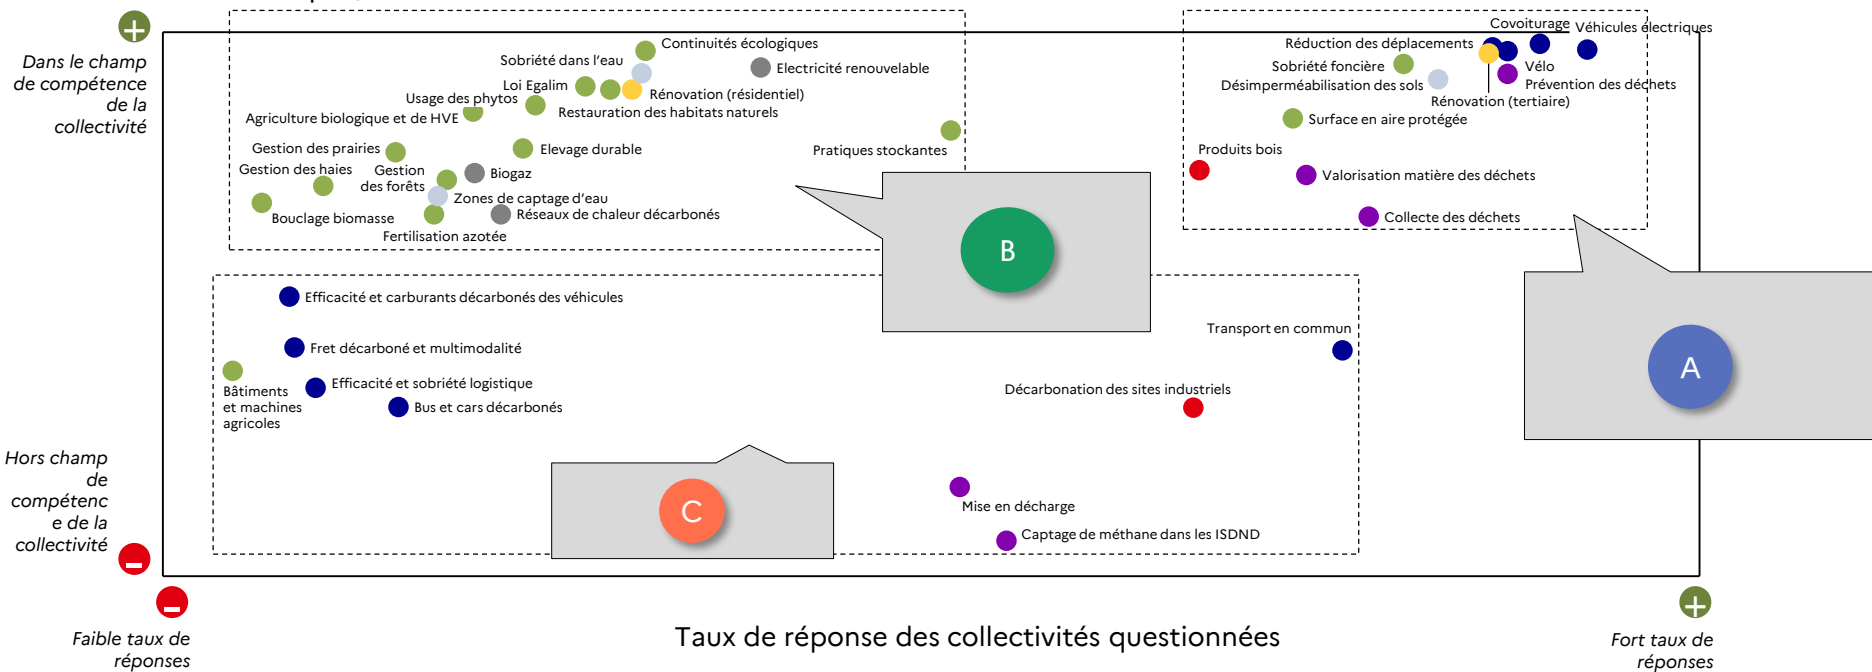 +
Dans le champ
de compétence
de la
collectivité
Hors champ
de
compétenc
e de la
collectivité
–
Continuités écologiques
Sobriété dans l'eau
Electricité renouvelable
Loi Egalim
Rénovation (résidentiel)
Usage des phytos
Restauration des habitats naturels
Agriculture biologique et de HVE
Gestion des prairies
Elevage durable
Pratiques stockantes
Gestion des haies
Gestion
des forêts
Biogaz
Zones de captage d'eau
Bouclage biomasse
Réseaux de chaleur décarbonés
Fertilisation azotée
B
Covoiturage
Véhicules électriques
Réduction des déplacements
Vélo
Sobriété foncière
Prévention des déchets
Désimperméabilisation des sols
Rénovation (tertiaire)
Surface en aire protégée
Produits bois
Valorisation matière des déchets
Collecte des déchets
A
Efficacité et carburants décarbonés des véhicules
Transport en commun
Fret décarboné et multimodalité
Efficacité et sobriété logistique
Bâtiments
et machines
agricoles
Bus et cars décarbonés
Décarbonation des sites industriels
C
Mise en décharge
Captage de méthane dans les ISDND
–
Faible taux de
réponses
Taux de réponse des collectivités questionnées
+
Fort taux de
réponses